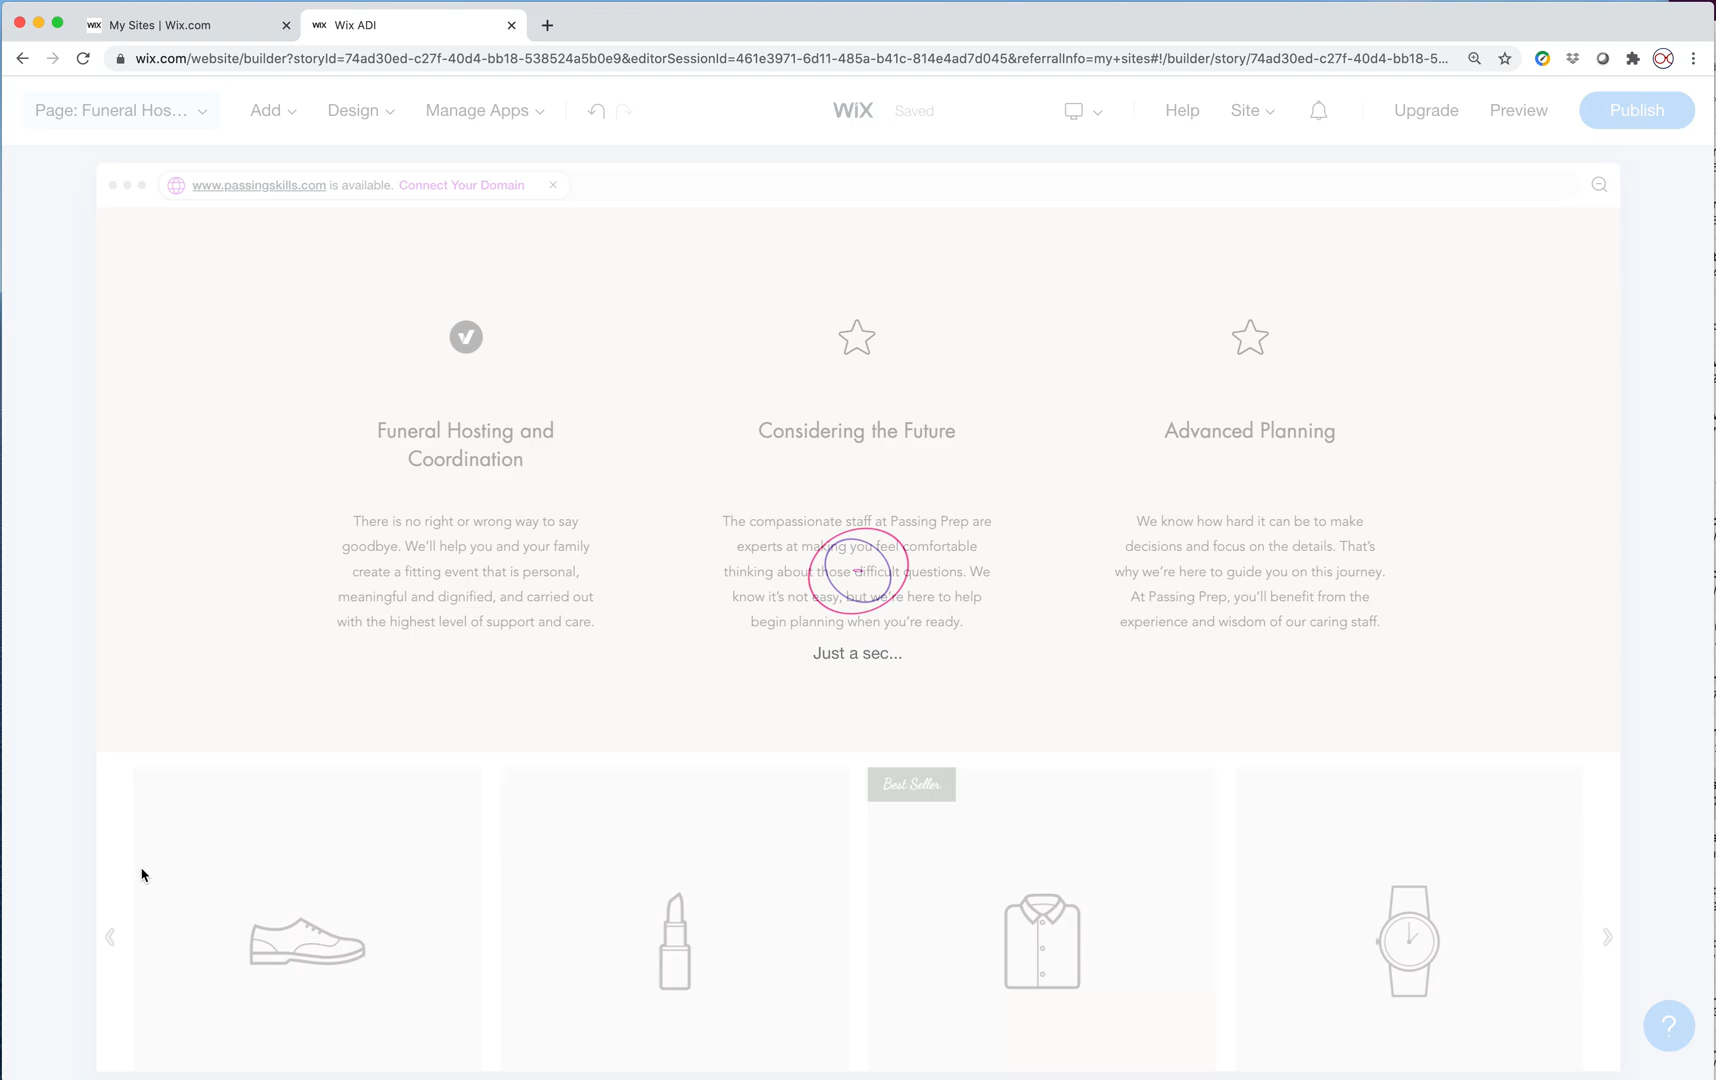 WiX My Sites | Wix.com
WiX Wix ADI
wix.com/website/builder?storyId=74ad30ed-c27f-40d4-bb18-538524a5b0e9&editorSessionId=461e3971-6d11-485a-b41c-814e4ad7d045&referralInfo=my+sites#!/builder/story/74ad30ed-c27f-40d4-bb18-5...
Page: Funeral Hos... Add Design Manage Apps WiX Saved Help Site Upgrade Preview Publish
www.passingskills.com is available. Connect Your Domain
Funeral Hosting and
Coordination
There is no right or wrong way to say
goodbye. We'll help you and your family
create a fitting event that is personal,
meaningful and dignified, and carried out
with the highest level of support and care.
Considering the Future
The compassionate staff at Passing Prep are
experts at making you feel comfortable
thinking about those difficult questions. We
know it's not easy, but we're here to help
begin planning when you're ready.
Just a sec...
Advanced Planning
We know how hard it can be to make
decisions and focus on the details. That's
why we're here to guide you on this journey.
At Passing Prep, you'll benefit from the
experience and wisdom of our caring staff.
Best Seller
?